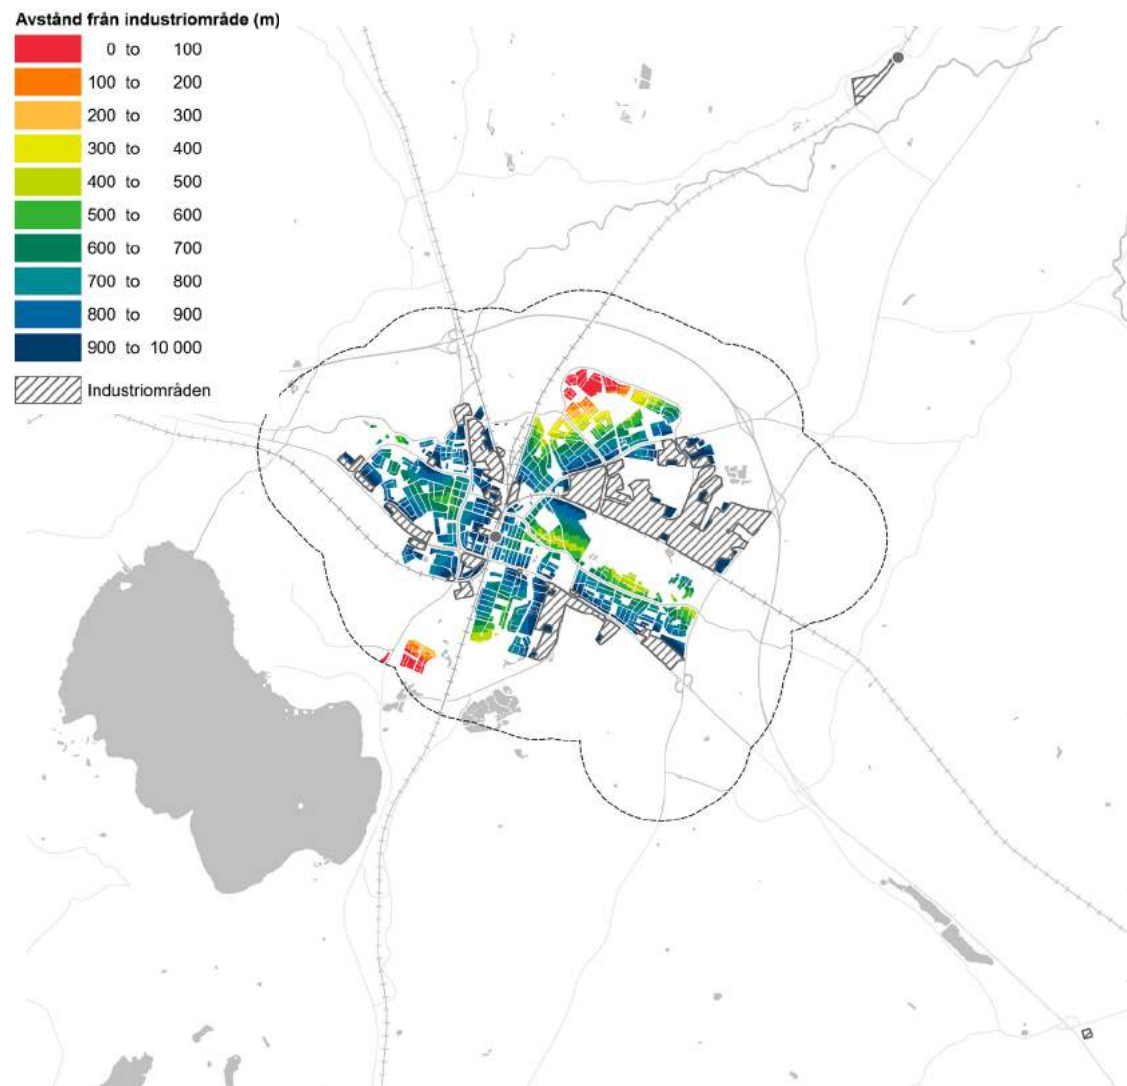 Avstånd från industriområde (m)
0 to 100
100 to 200
200 to 300
300 to 400
400 to 500
500 to 600
600 to 700
700 to 800
800 to 900
900 to 10 000
Industriområden